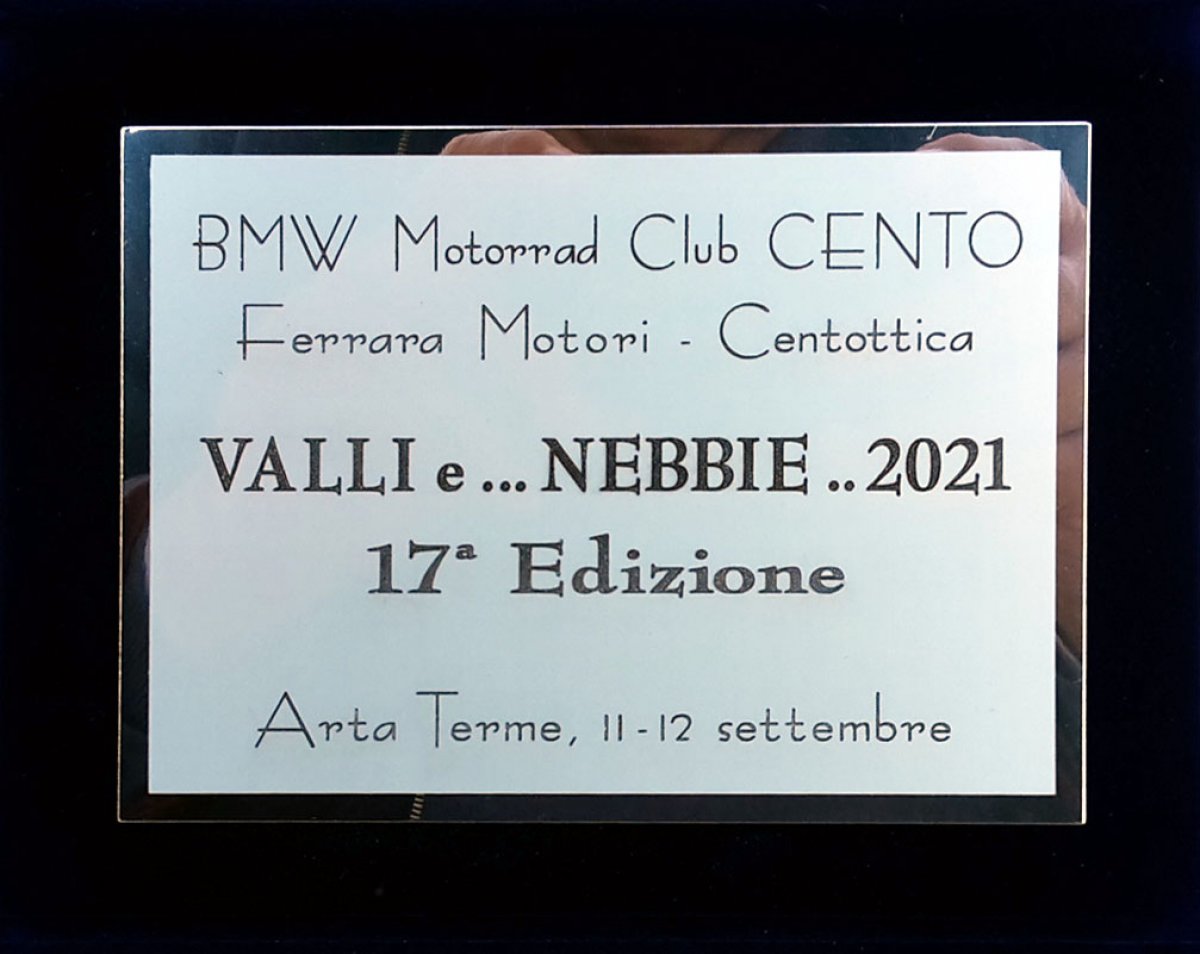 BMW Motorrad Club CENTO
Ferrara Motori - Centottica
VALLI e ... NEBBIE .. 2021
17ª Edizione
Arta Terme, 11 - 12 settembre